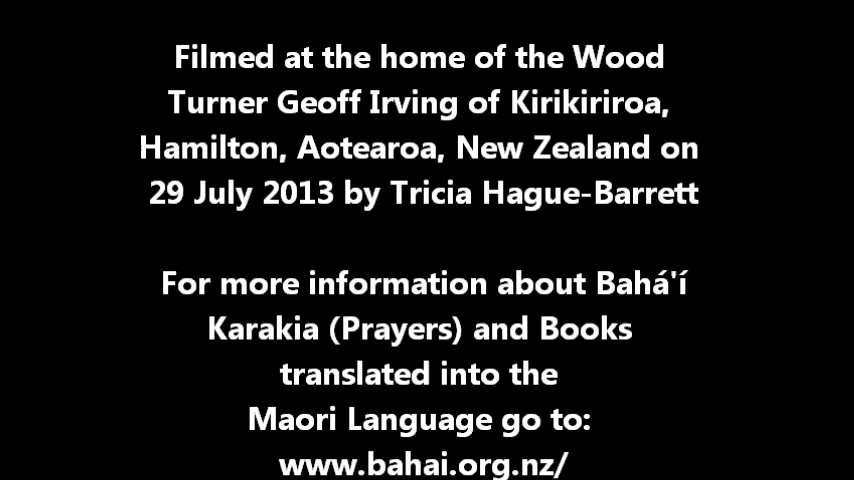 Filmed at the home of the Wood
Turner Geoff Irving of Kirikiriroa,
Hamilton, Aotearoa, New Zealand on
29 July 2013 by Tricia Hague-Barrett
For more information about Bahá'í
Karakia (Prayers) and Books
translated into the
Maori Language go to:
www.bahai.org.nz/